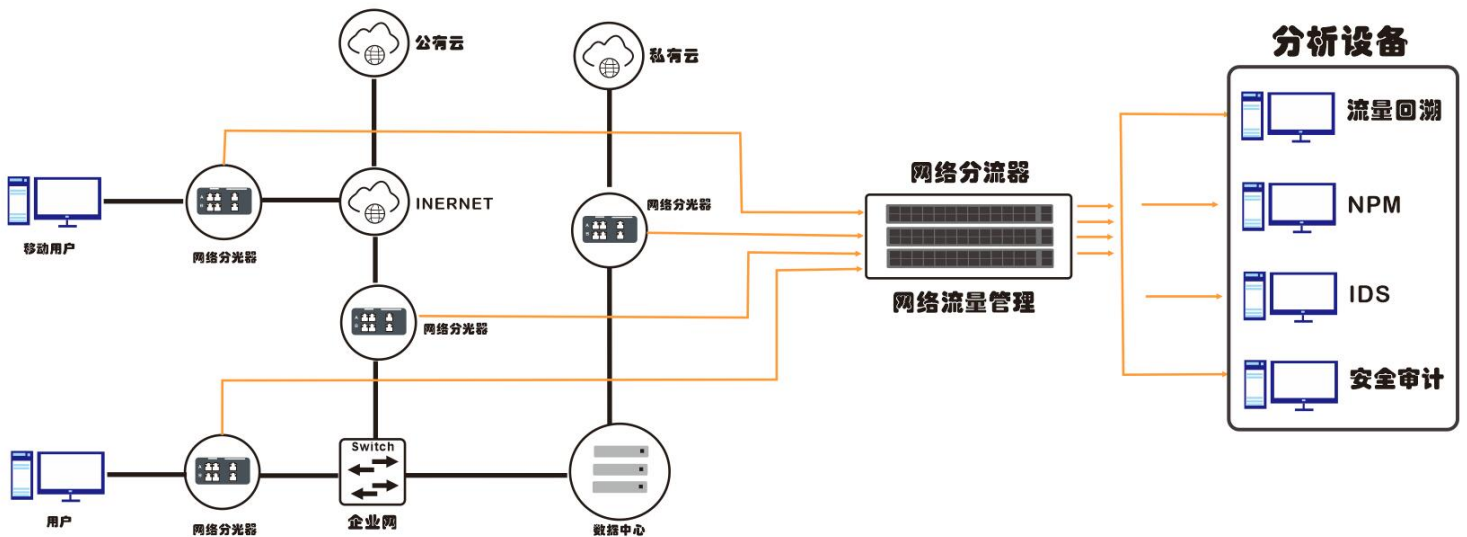 公有云
私有云
分析设备
流量回溯
网络分流器
INERNET
网络分光器
NPM
移动用户
网络分光器
网络流量管理
IDS
网络分光器
安全审计
Switch
用户
网络分光器
企业网
数据中心